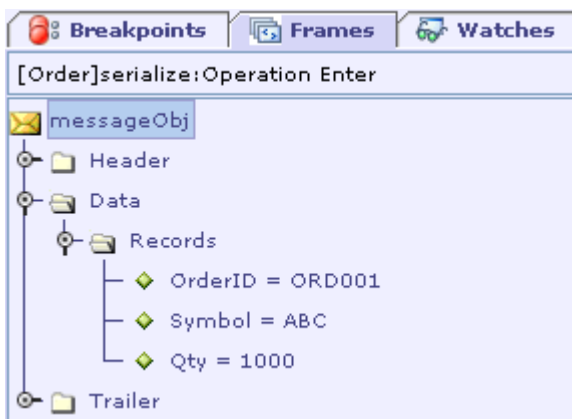 Breakpoints Frames Watches
[Order]serialize:Operation Enter
messageObj
Header
Data
Records
OrderID = ORD001
Symbol = ABC
Qty = 1000
Trailer